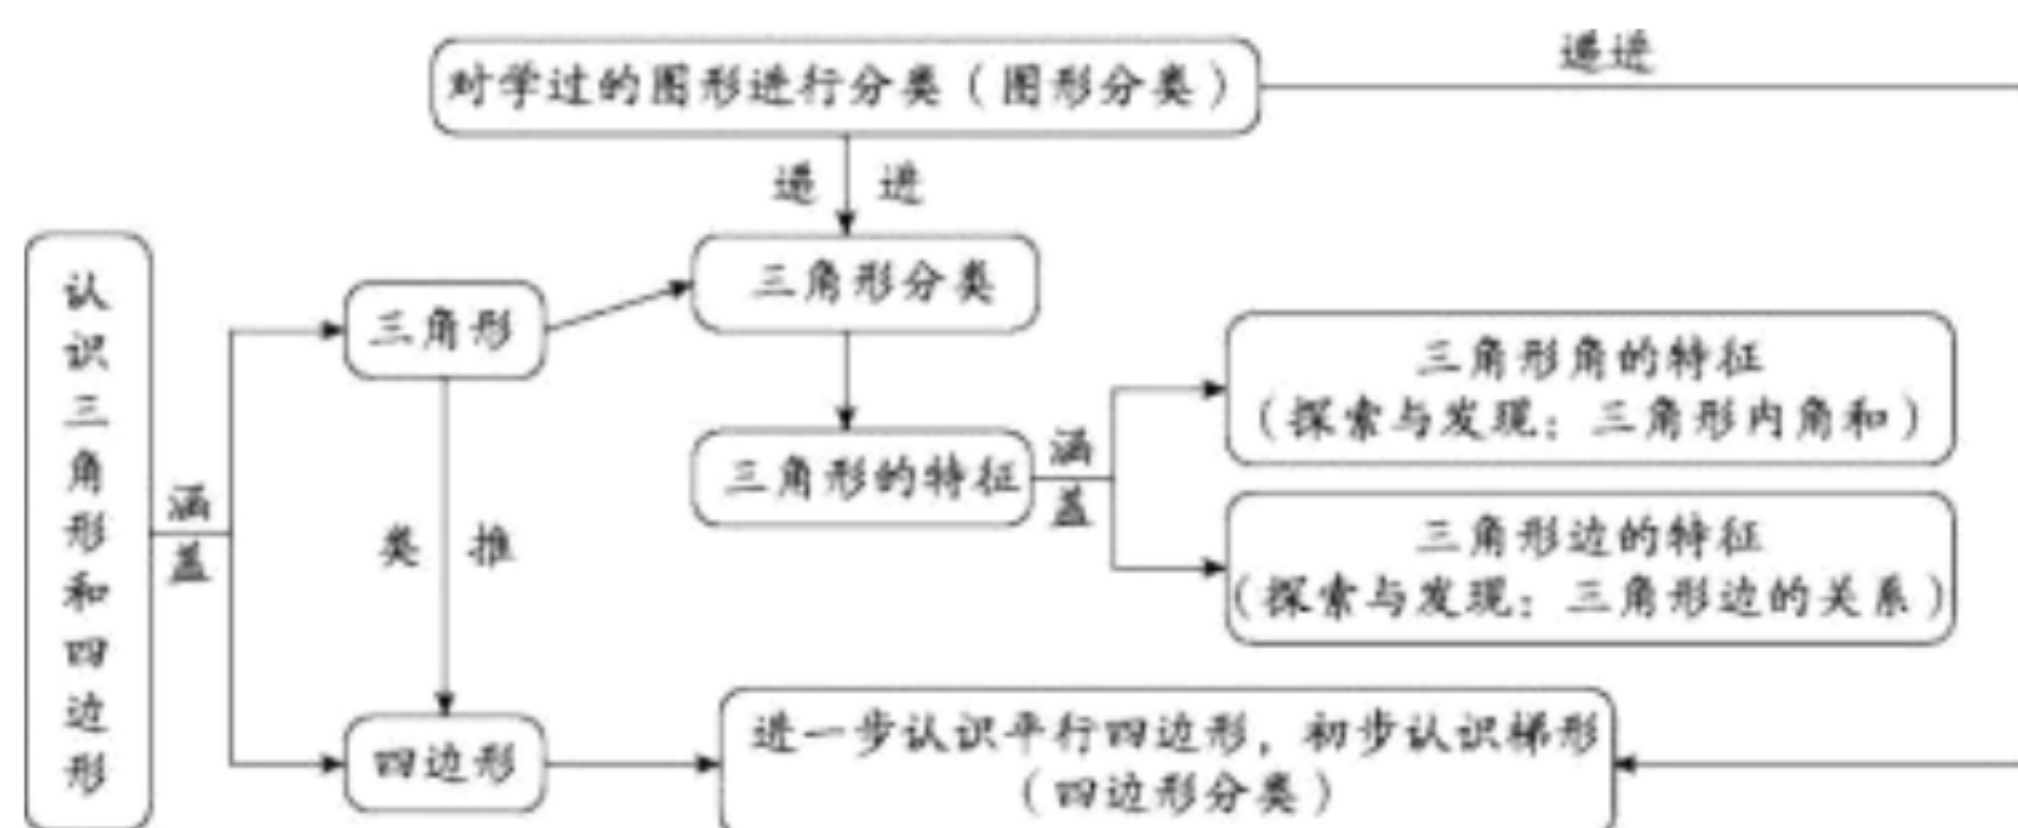 对学过的图形进行分类（图形分类）
递进
递进
三角形分类
认识三角形和四边形
涵盖
三角形
三角形角的特征
（探索与发现：三角形内角和）
三角形的特征
涵盖
类推
三角形边的特征
（探索与发现：三角形边的关系）
四边形
进一步认识平行四边形，初步认识梯形
（四边形分类）